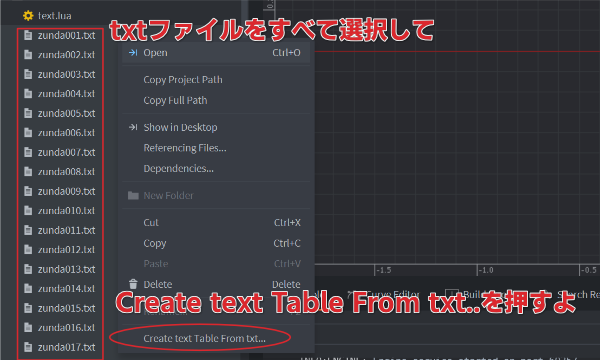 text.lua
txtファイルをすべて選択して
zunda001.txt
zunda002.txt
zunda003.txt
zunda004.txt
zunda005.txt
zunda006.txt
zunda007.txt
zunda008.txt
zunda009.txt
zunda010.txt
zunda011.txt
zunda012.txt
zunda013.txt
zunda014.txt
zunda015.txt
zunda016.txt
zunda017.txt
Open Ctrl+O
Copy Project Path
Copy Full Path
Show in Desktop
Referencing Files...
Dependencies...
New Folder
Cut Ctrl+X
Copy Ctrl+C
Paste Ctrl+V
Delete Delete
Create text Table From txt...
-1.5 -1.0 -0.5
Curve Editor
Search Re
Create text Table From txt..を押すよ